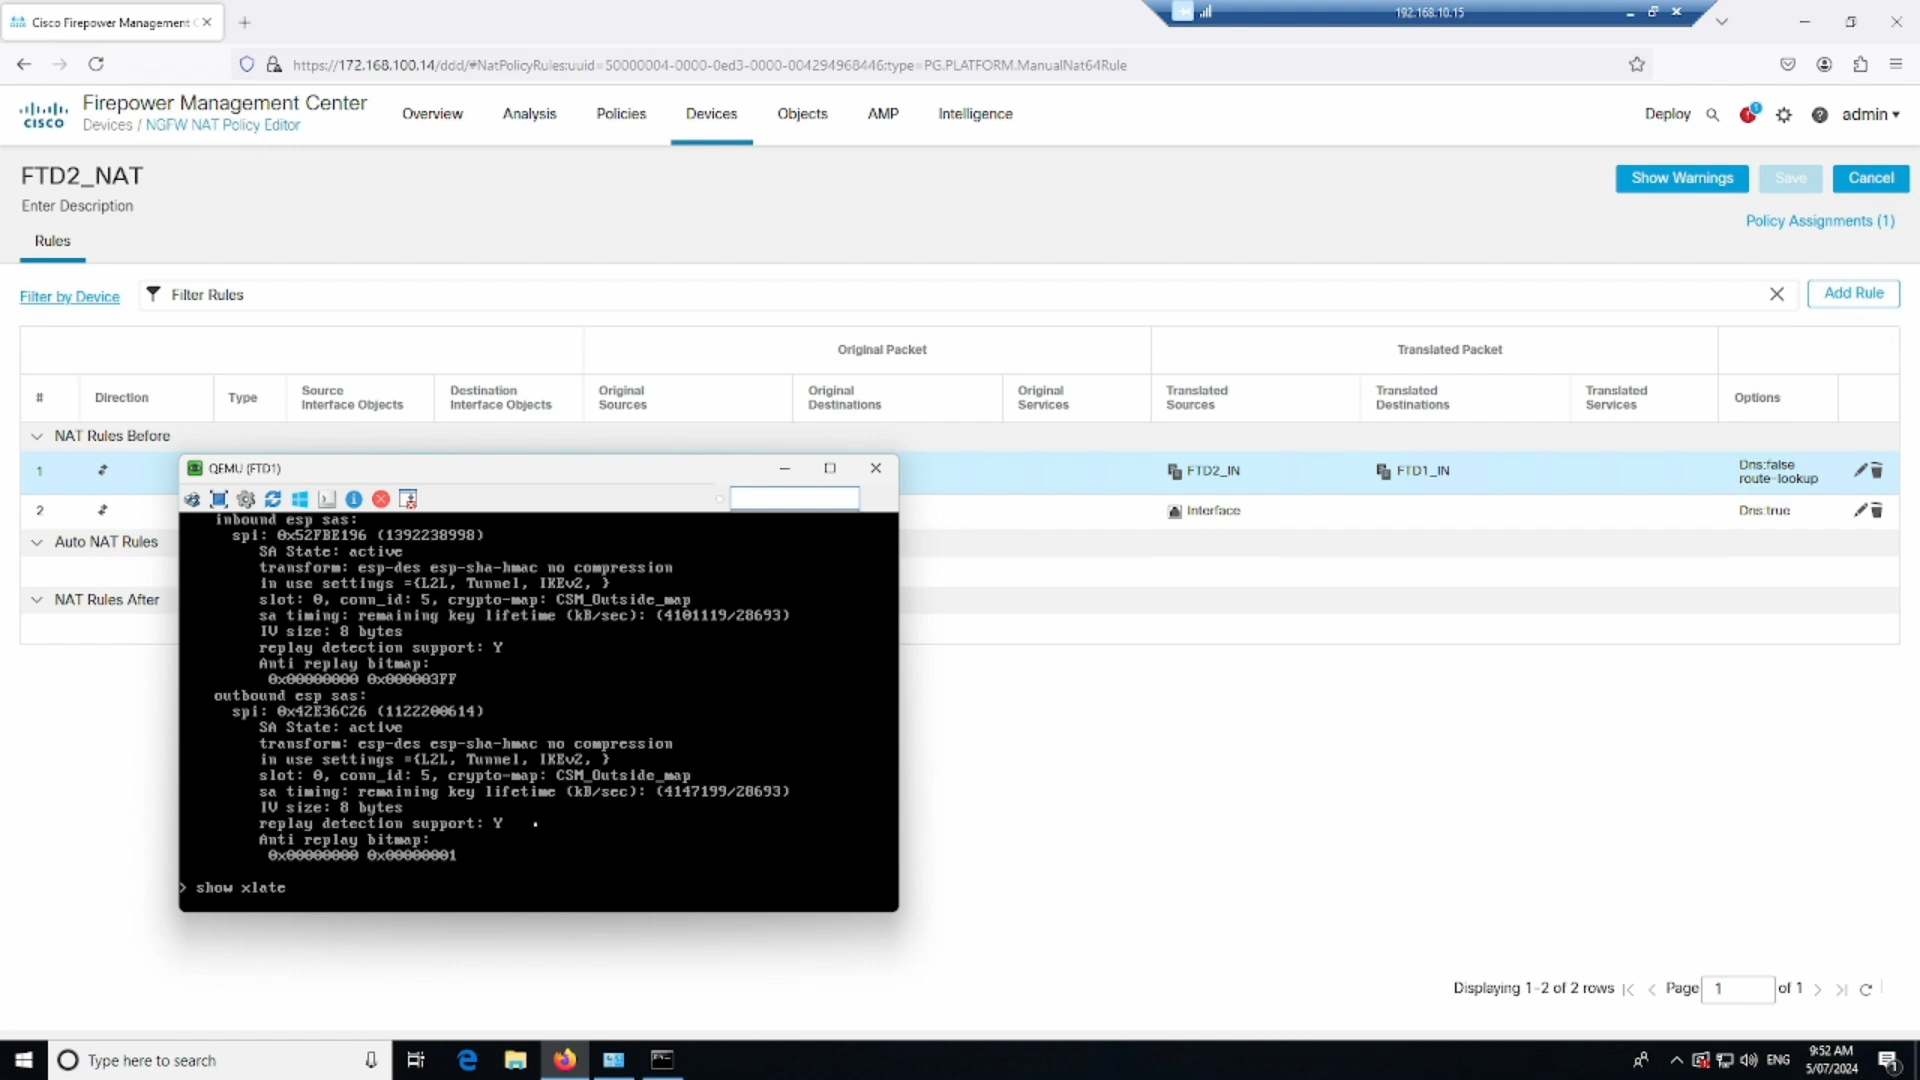 Cisco Firepower Management C
192.168.10.15
https://172.168.100.14/ddd/#NatPolicyRules:uuid=50000004-0000-0ed3-0000-004294968446;type=PG.PLATFORM.ManualNat64Rule
CISCO
Firepower Management Center
Devices / NGFW NAT Policy Editor
Overview
Analysis
Policies
Devices
Objects
AMP
Intelligence
Deploy
1
admin
FTD2_NAT
Enter Description
Show Warnings
Save
Cancel
Policy Assignments (1)
Rules
Filter by Device
Filter Rules
Add Rule
Original Packet
Translated Packet
#
Direction
Type
Source
Interface Objects
Destination
Interface Objects
Original
Sources
Original
Destinations
Original
Services
Translated
Sources
Translated
Destinations
Translated
Services
Options
NAT Rules Before
1
FTD2_IN
FTD1_IN
Dns:false
route-lookup
2
Interface
Dns:true
Auto NAT Rules
NAT Rules After
QEMU (FTD1)
inbound esp sas:
spi: 0x52FBE196 (1392238998)
SA State: active
transform: esp-des esp-sha-hmac no compression
in use settings ={L2L, Tunnel, IKEv2, }
slot: 0, conn_id: 5, crypto-map: CSM_Outside_map
sa timing: remaining key lifetime (kB/sec): (4101119/28693)
IV size: 8 bytes
replay detection support: Y
Anti replay bitmap:
0x00000000 0x000003FF
outbound esp sas:
spi: 0x42E36C26 (1122200614)
SA State: active
transform: esp-des esp-sha-hmac no compression
in use settings ={L2L, Tunnel, IKEv2, }
slot: 0, conn_id: 5, crypto-map: CSM_Outside_map
sa timing: remaining key lifetime (kB/sec): (4147199/28693)
IV size: 8 bytes
replay detection support: Y
Anti replay bitmap:
0x00000000 0x00000001
> show xlate
Displaying 1-2 of 2 rows
Page 1 of 1
Type here to search
ENG
9:52 AM
5/07/2024
1